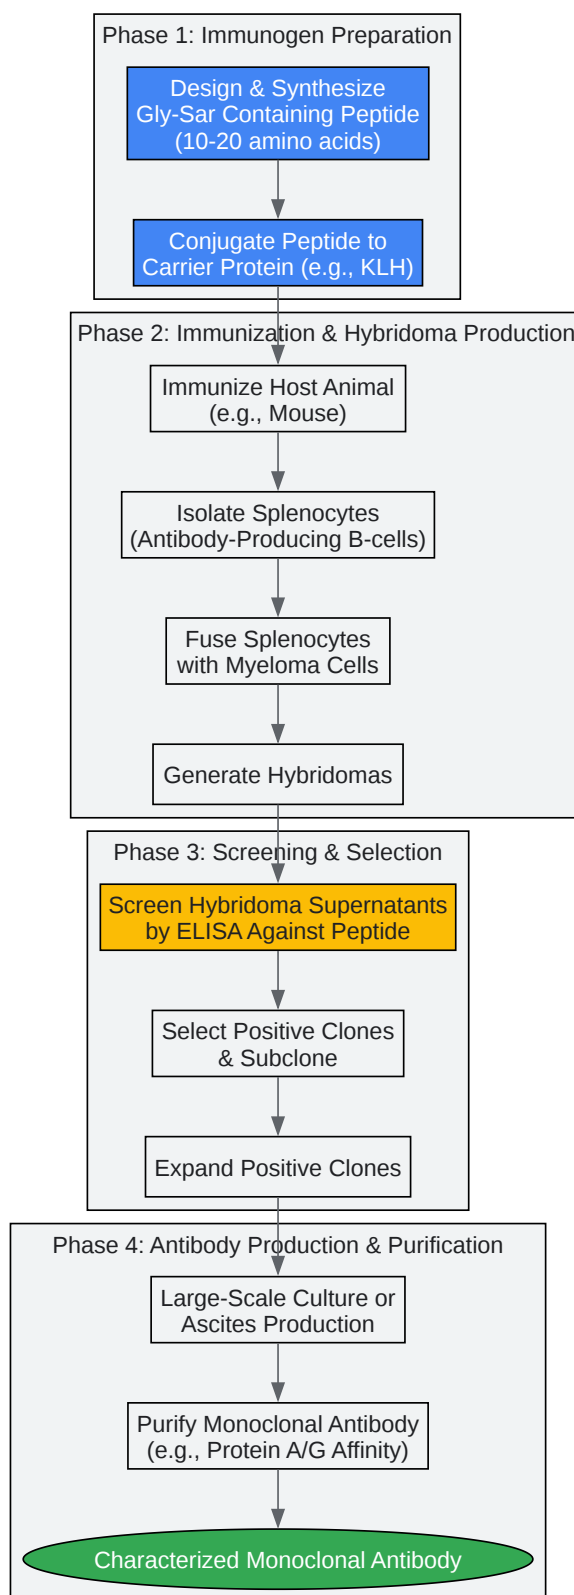 Phase 1: Immunogen Preparation
Design & Synthesize
Gly-Sar Containing Peptide
(10-20 amino acids)
Conjugate Peptide to
Carrier Protein (e.g., KLH)
Phase 2: Immunization & Hybridoma Production
Immunize Host Animal
(e.g., Mouse)
Isolate Splenocytes
(Antibody-Producing B-cells)
Fuse Splenocytes
with Myeloma Cells
Generate Hybridomas
Phase 3: Screening & Selection
Screen Hybridoma Supernatants
by ELISA Against Peptide
Select Positive Clones
& Subclone
Expand Positive Clones
Phase 4: Antibody Production & Purification
Large-Scale Culture or
Ascites Production
Purify Monoclonal Antibody
(e.g., Protein A/G Affinity)
Characterized Monoclonal Antibody